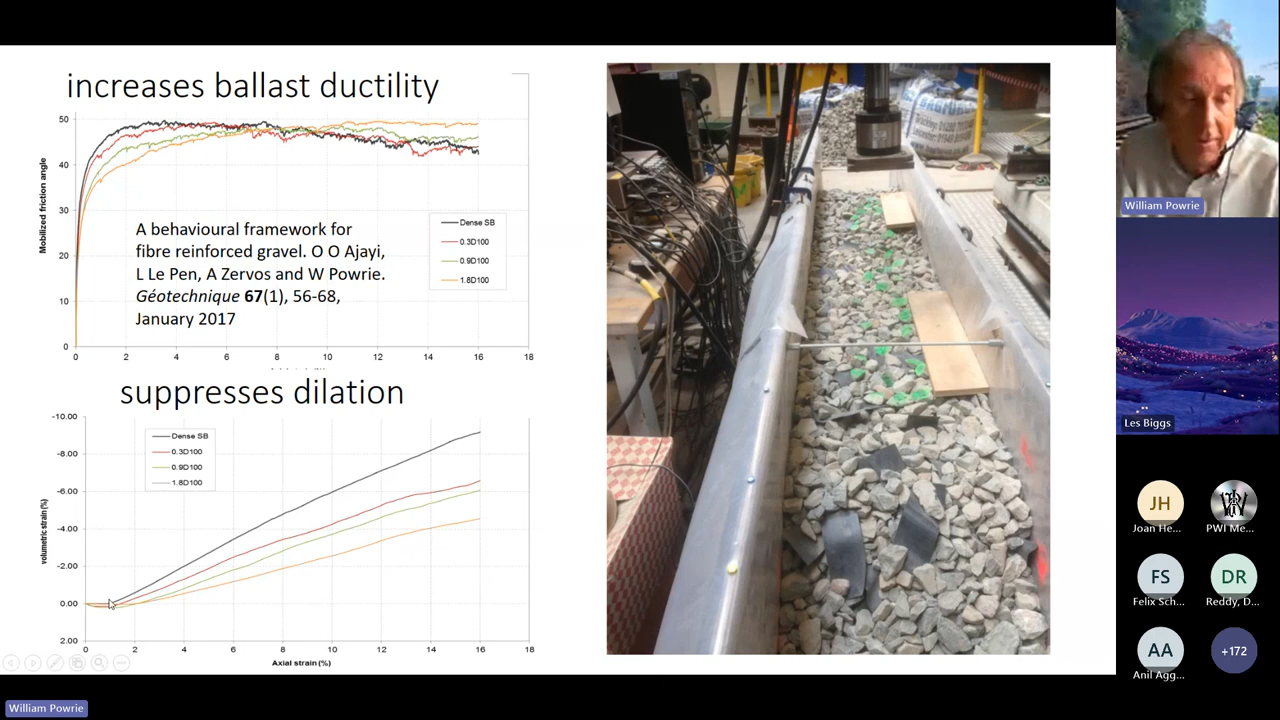 increases ballast ductility
50
40
30
20
10
0
Mobilized friction angle
Dense SB
0.3D100
0.9D100
1.8D100
A behavioural framework for
fibre reinforced gravel. O O Ajayi,
L Le Pen, A Zervos and W Powrie.
Géotechnique 67(1), 56-68,
January 2017
0 2 4 6 8 10 12 14 16 18
suppresses dilation
-10.00
-8.00
-6.00
-4.00
-2.00
0.00
2.00
volumetric strain (%)
Dense SB
0.3D100
0.9D100
1.8D100
0 2 4 6 8 10 12 14 16 18
Axial strain (%)
William Powrie
William Powrie
Les Biggs
JH
Joan He...
PWI Me...
FS
Felix Sch...
DR
Reddy, D...
AA
Anil Agg...
+172